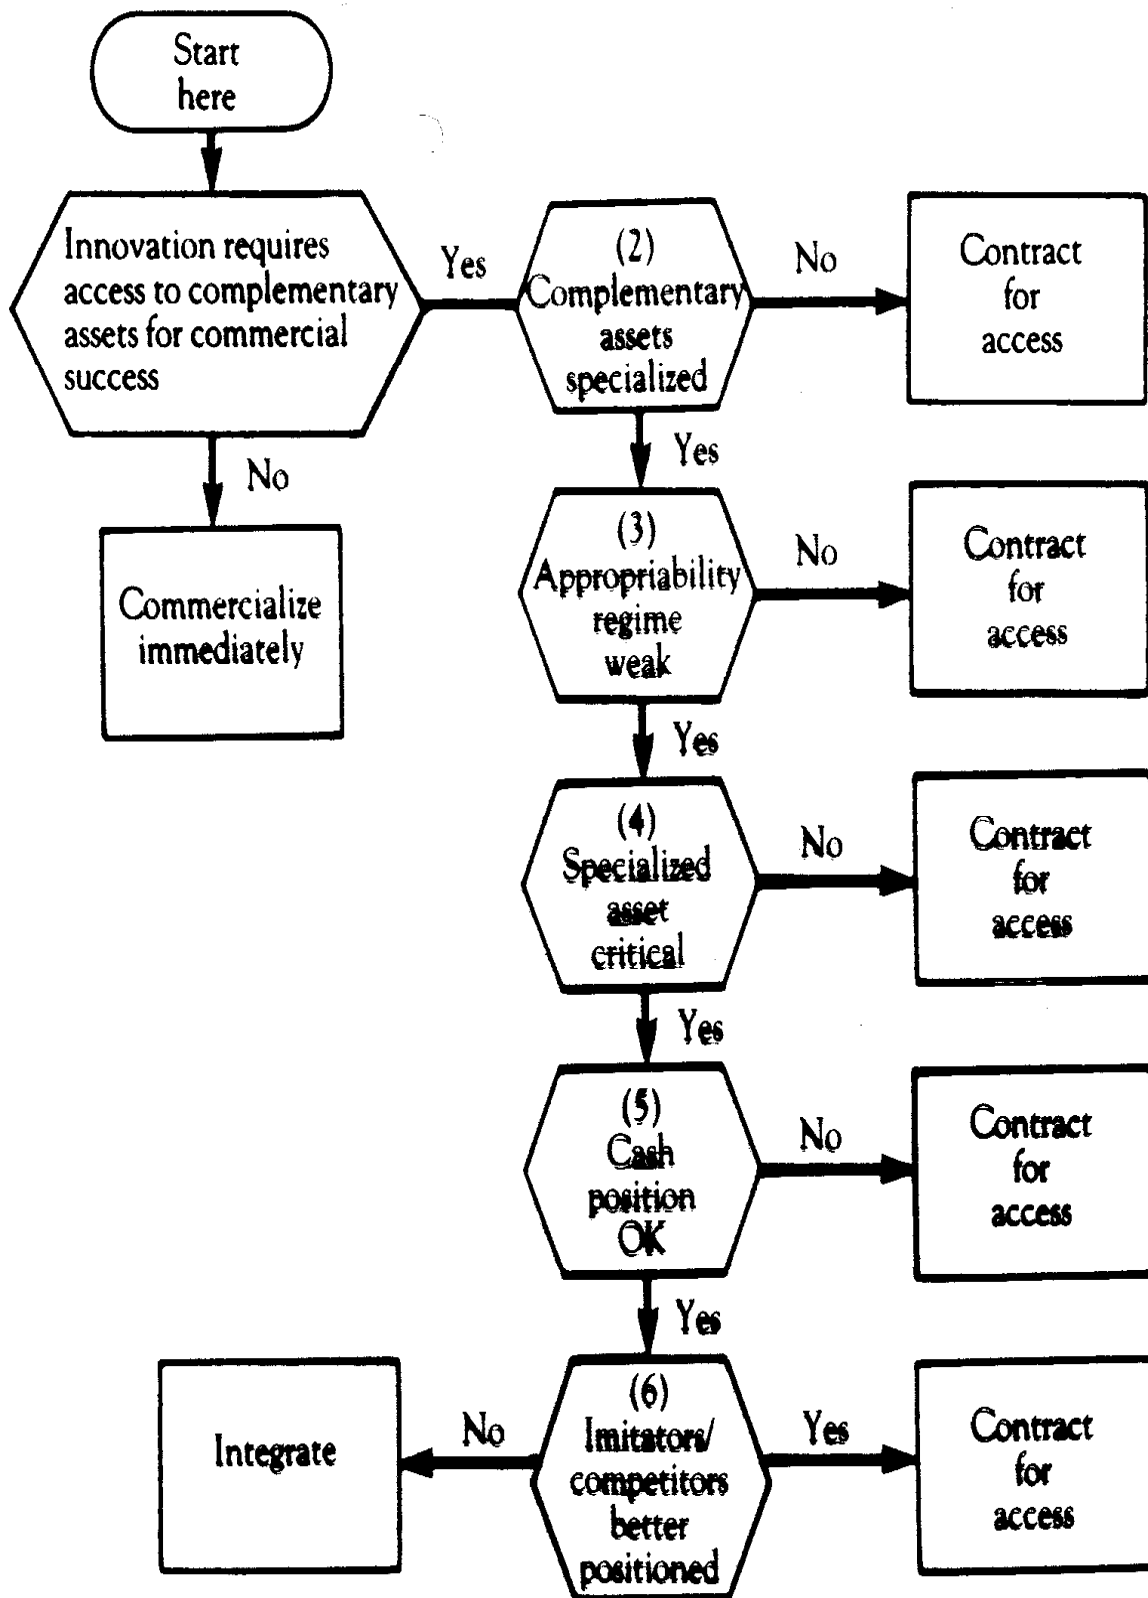 Start
here
Innovation requires
access to complementary
assets for commercial
success
Yes
(2)
Complementary
assets
specialized
No
Contract
for
access
No
Commercialize
immediately
Yes
(3)
Appropriability
regime
weak
No
Contract
for
access
Yes
(4)
Specialized
asset
critical
No
Contract
for
access
Yes
(5)
Cash
position
OK
No
Contract
for
access
Yes
(6)
Imitators/
competitors
better
positioned
No
Integrate
Yes
Contract
for
access